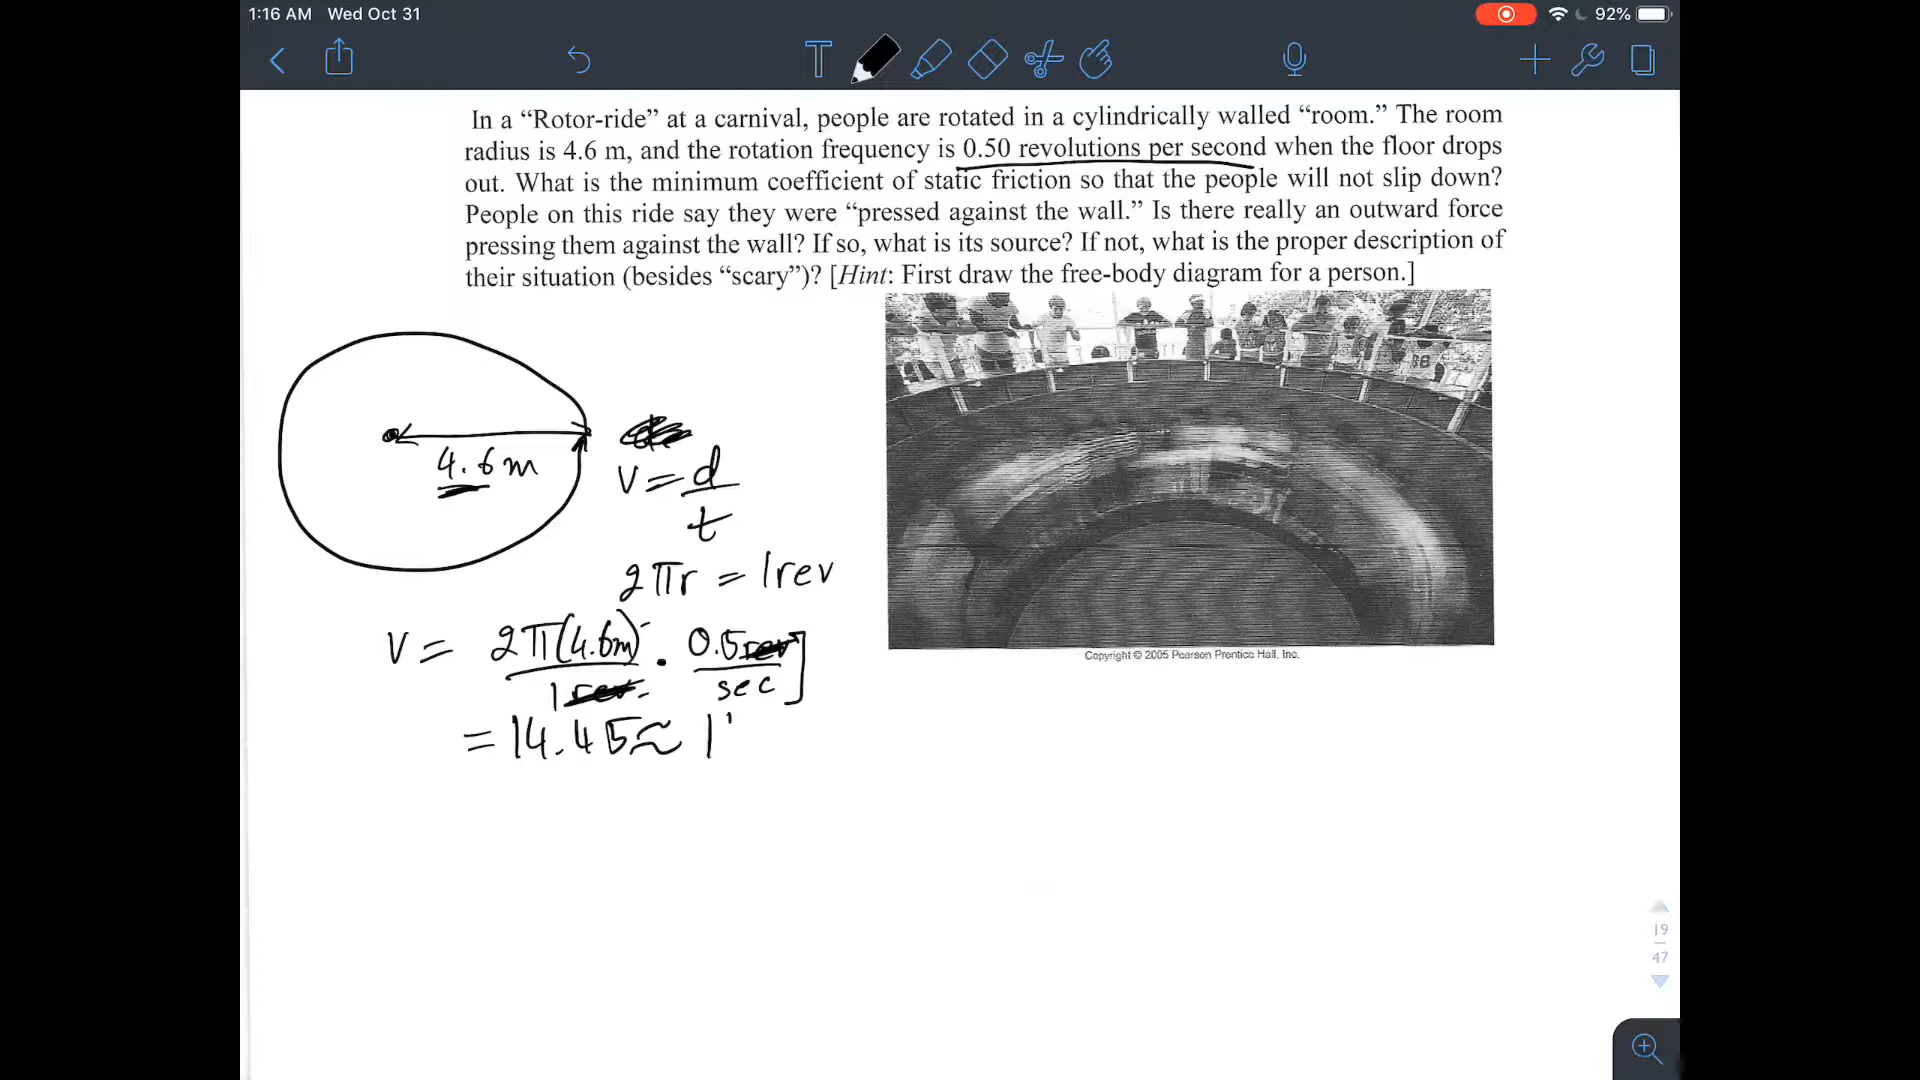 1:16 AM Wed Oct 31
92%
T
In a “Rotor-ride” at a carnival, people are rotated in a cylindrically walled “room.” The room
radius is 4.6 m, and the rotation frequency is 0.50 revolutions per second when the floor drops
out. What is the minimum coefficient of static friction so that the people will not slip down?
People on this ride say they were “pressed against the wall.” Is there really an outward force
pressing them against the wall? If so, what is its source? If not, what is the proper description of
their situation (besides “scary”)? [Hint: First draw the free-body diagram for a person.]
4.6 m
v = d
t
2πr = 1rev
v = 2π(4.6m) · 0.5rev
1rev sec
= 14.45 ≈ 1
68
Copyright © 2005 Pearson Prentice Hall, Inc.
19
47